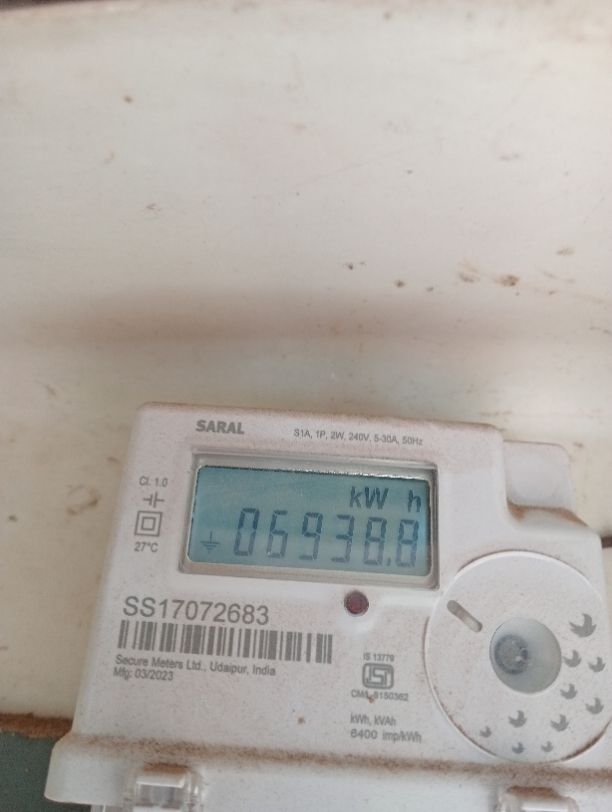 SARAL
S1A, 1P, 2W, 240V, 5-30A, 50Hz
Cl. 1.0
27°C
kW h
06938.8
SS17072683
Secure Meters Ltd., Udaipur, India
Mfg: 03/2023
IS 13779
ISI
CM/L-8150362
kWh, kVAh
6400 imp/kWh